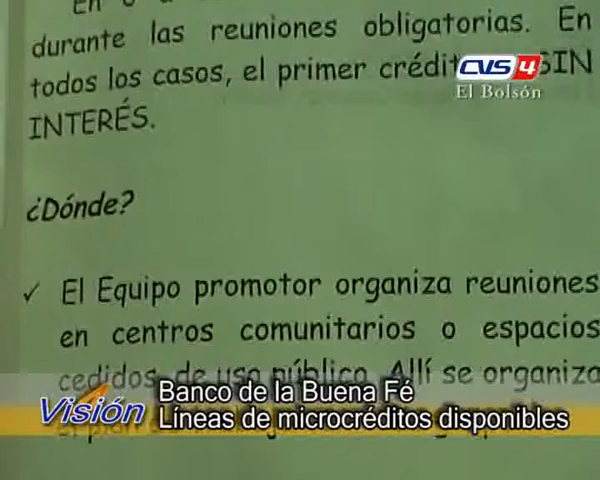 En
durante las reuniones obligatorias. En
todos los casos, el primer crédit SIN
INTERÉS.
CVS 4
El Bolsón
¿Dónde?
✓ El Equipo promotor organiza reuniones
en centros comunitarios o espacios
cedidos de uso público. Allí se organiza
Visión
Banco de la Buena Fé
Líneas de microcréditos disponibles